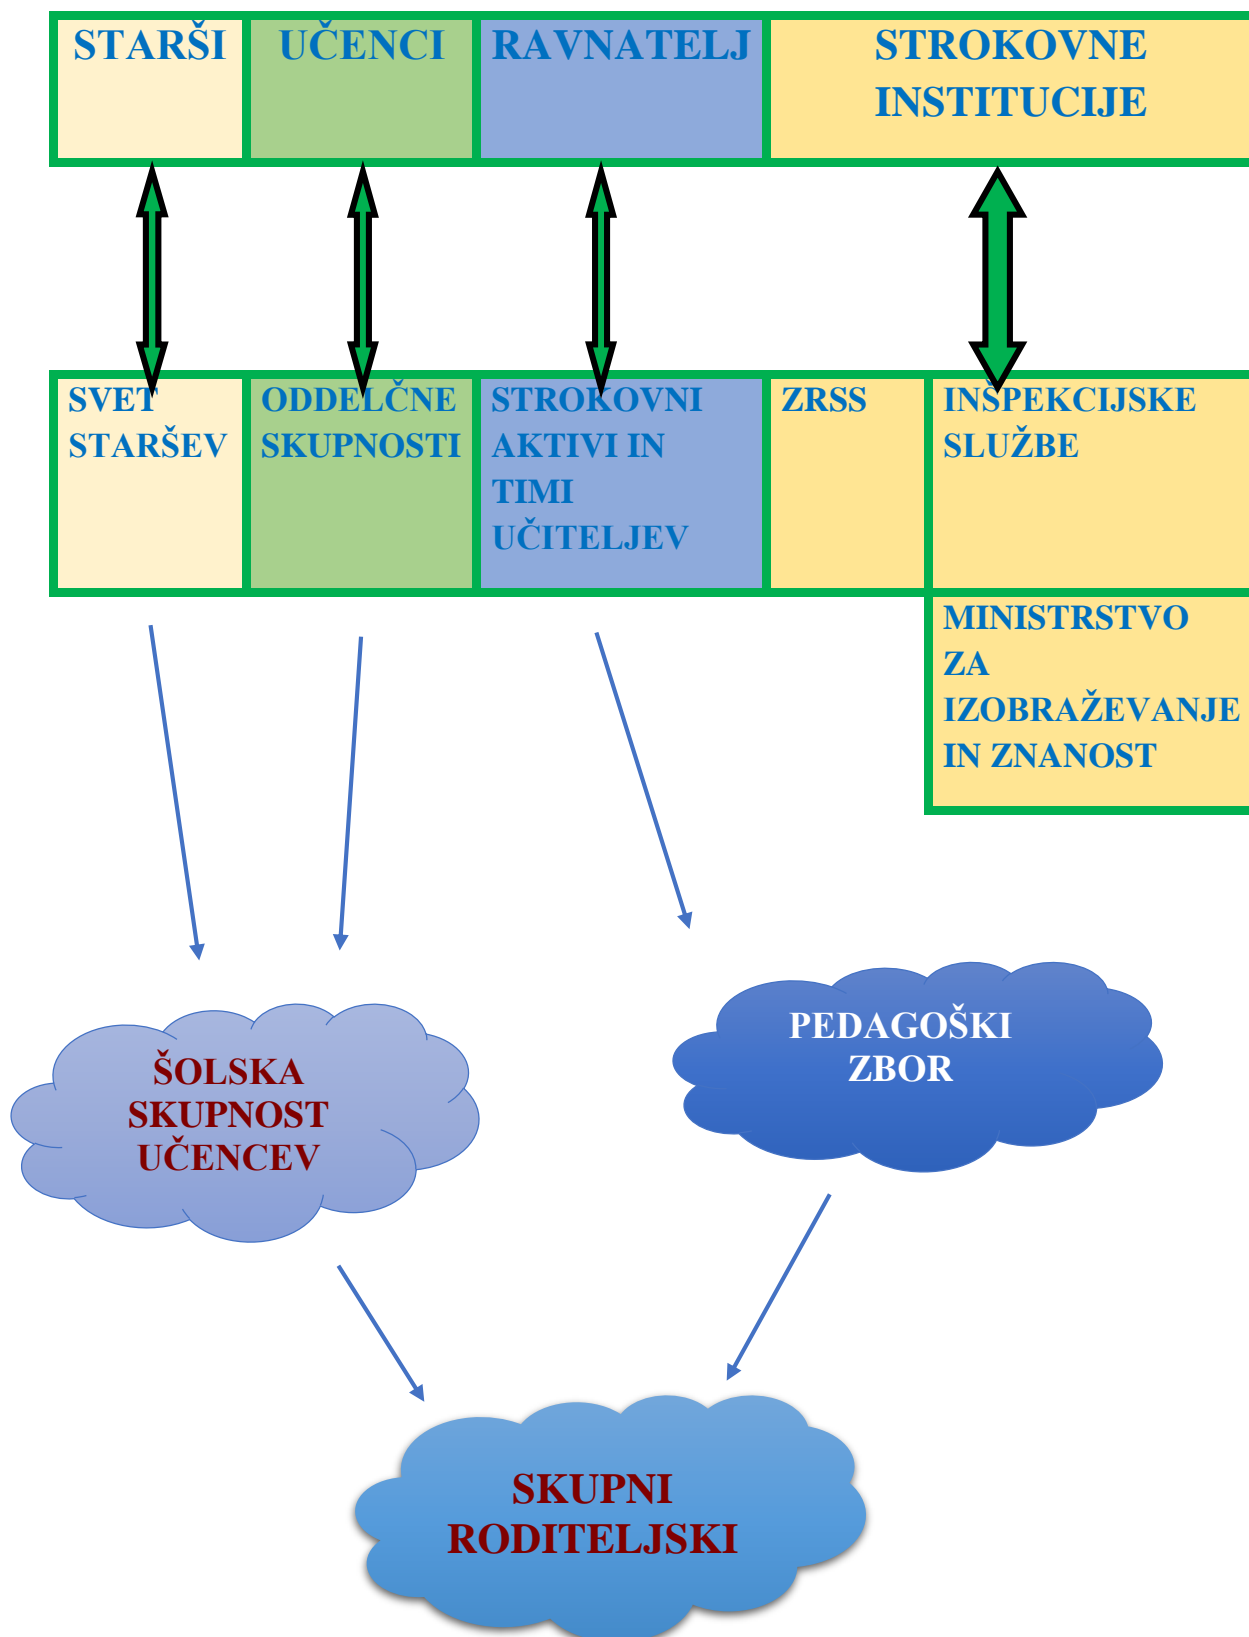 STARŠI
UČENCI
RAVNATELJ
STROKOVNE
INSTITUCIJE
SVET
STARŠEV
ODDELČNE
SKUPNOSTI
STROKOVNI
AKTIVI IN
TIMI
UČITELJEV
ZRSS
INŠPEKCIJSKE
SLUŽBE
MINISTRSTVO
ZA
IZOBRAŽEVANJE
IN ZNANOST
ŠOLSKA
SKUPNOST
UČENCEV
PEDAGOŠKI
ZBOR
SKUPNI
RODITELJSKI